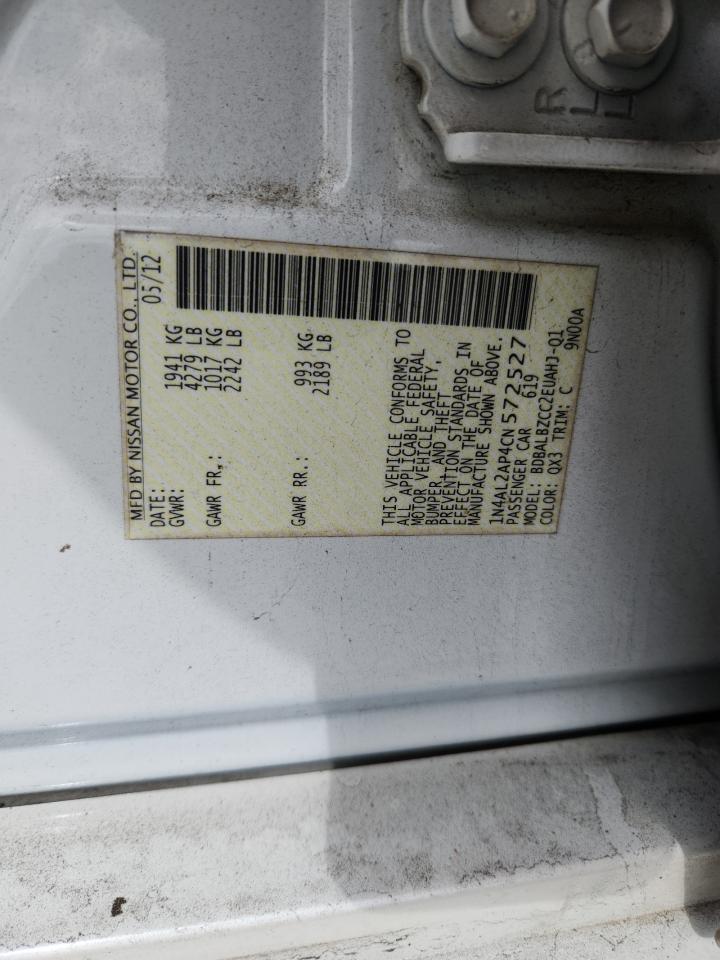 MFD BY NISSAN MOTOR CO., LTD.
DATE: 05/12
GVWR: 1941 KG
4279 LB
GAWR FR.: 1017 KG
2242 LB
GAWR RR.: 993 KG
2189 LB
THIS VEHICLE CONFORMS TO
ALL APPLICABLE FEDERAL
MOTOR VEHICLE SAFETY,
BUMPER, AND THEFT
PREVENTION STANDARDS IN
EFFECT ON THE DATE OF
MANUFACTURE SHOWN ABOVE.
1N4AL2AP4CN572527
PASSENGER CAR 619
MODEL: BDBALBZCC2EUAHJ-Q1
COLOR: QX3 TRIM: C 9N00A